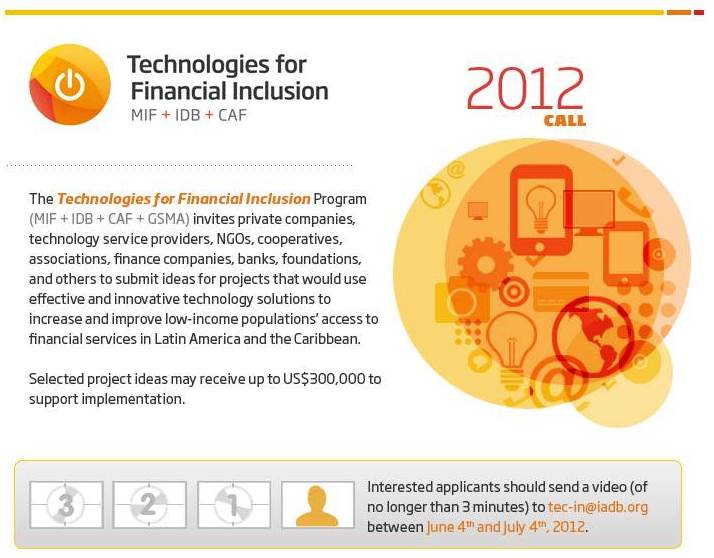 Technologies for
Financial Inclusion
MIF + IDB + CAF
2012
CALL
The Technologies for Financial Inclusion Program
(MIF + IDB + CAF + GSMA) invites private companies,
technology service providers, NGOs, cooperatives,
associations, finance companies, banks, foundations,
and others to submit ideas for projects that would use
effective and innovative technology solutions to
increase and improve low-income populations' access to
financial services in Latin America and the Caribbean.
Selected project ideas may receive up to US$300,000 to
support implementation.
3 2 1
Interested applicants should send a video (of
no longer than 3 minutes) to tec-in@iadb.org
between June 4th and July 4th, 2012.